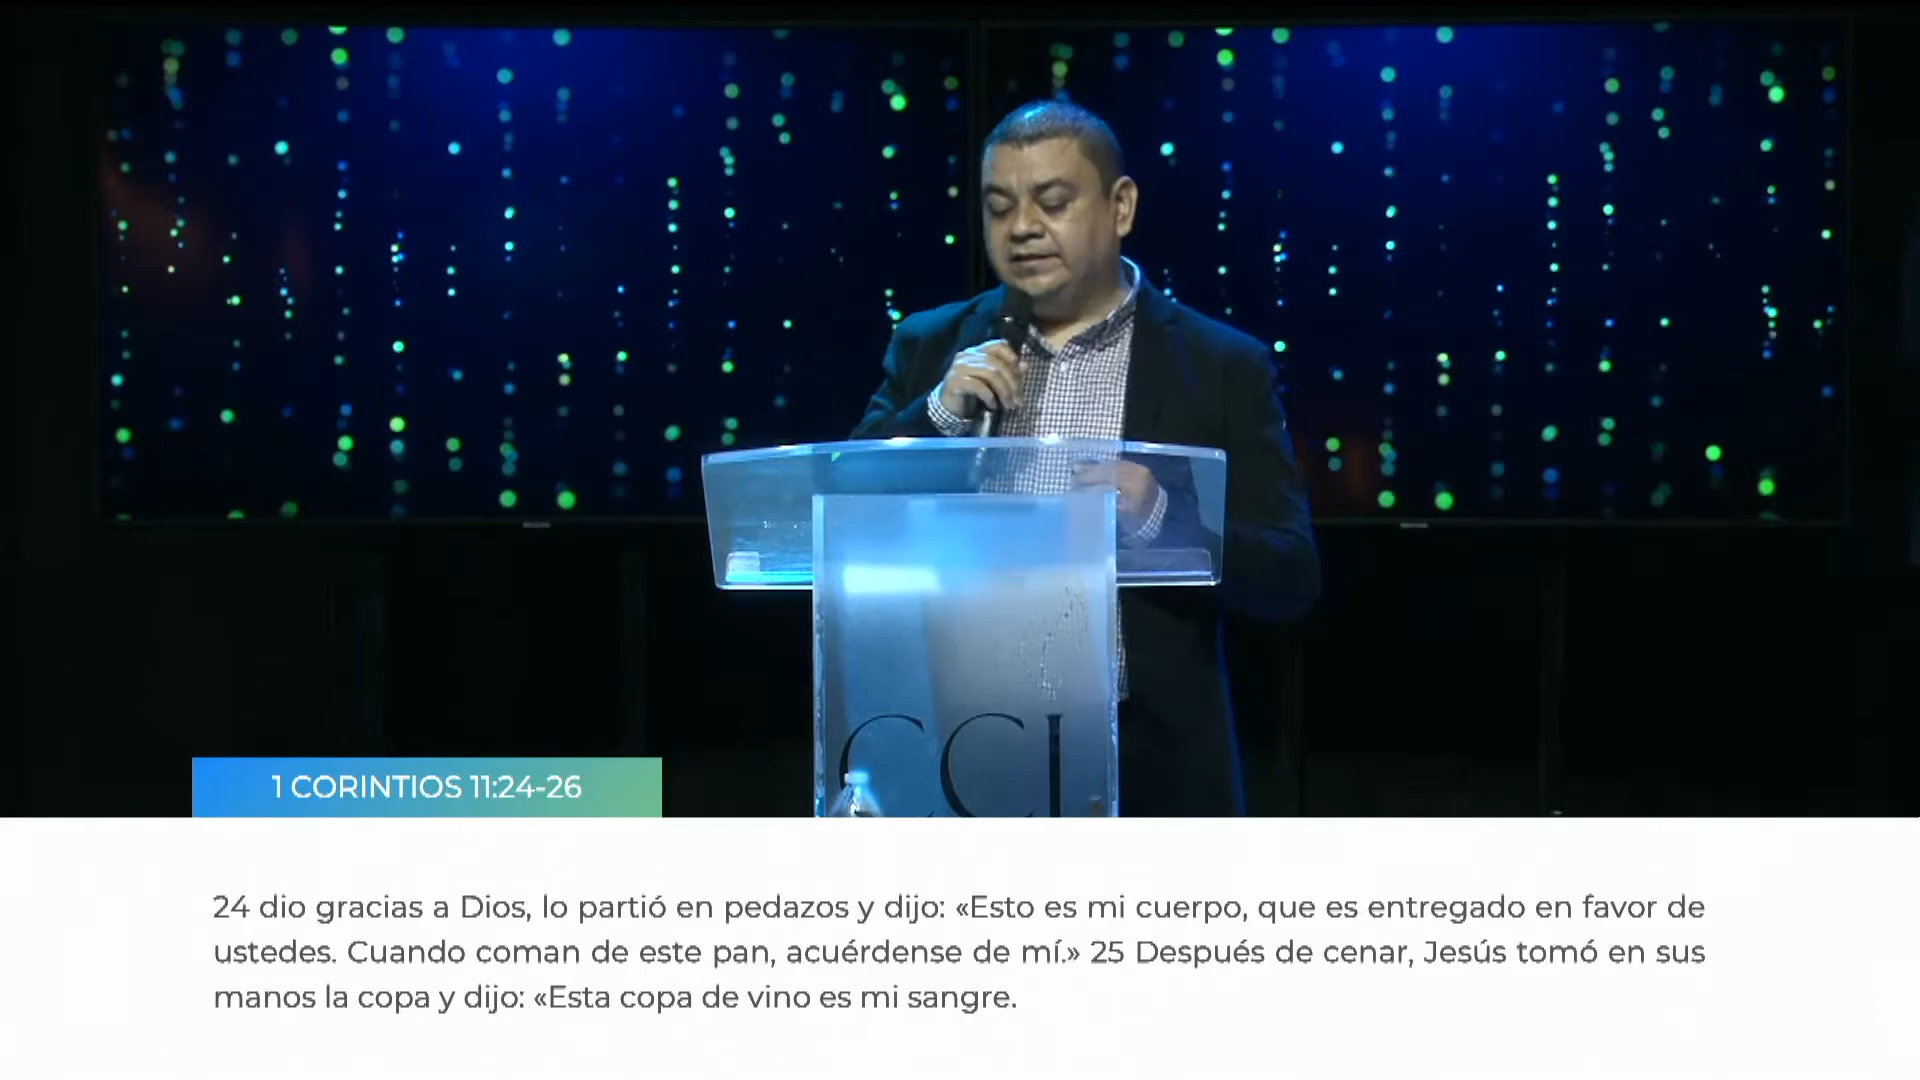 CCI
1 CORINTIOS 11:24-26
24 dio gracias a Dios, lo partió en pedazos y dijo: «Esto es mi cuerpo, que es entregado en favor de
ustedes. Cuando coman de este pan, acuérdense de mí.» 25 Después de cenar, Jesús tomó en sus
manos la copa y dijo: «Esta copa de vino es mi sangre.